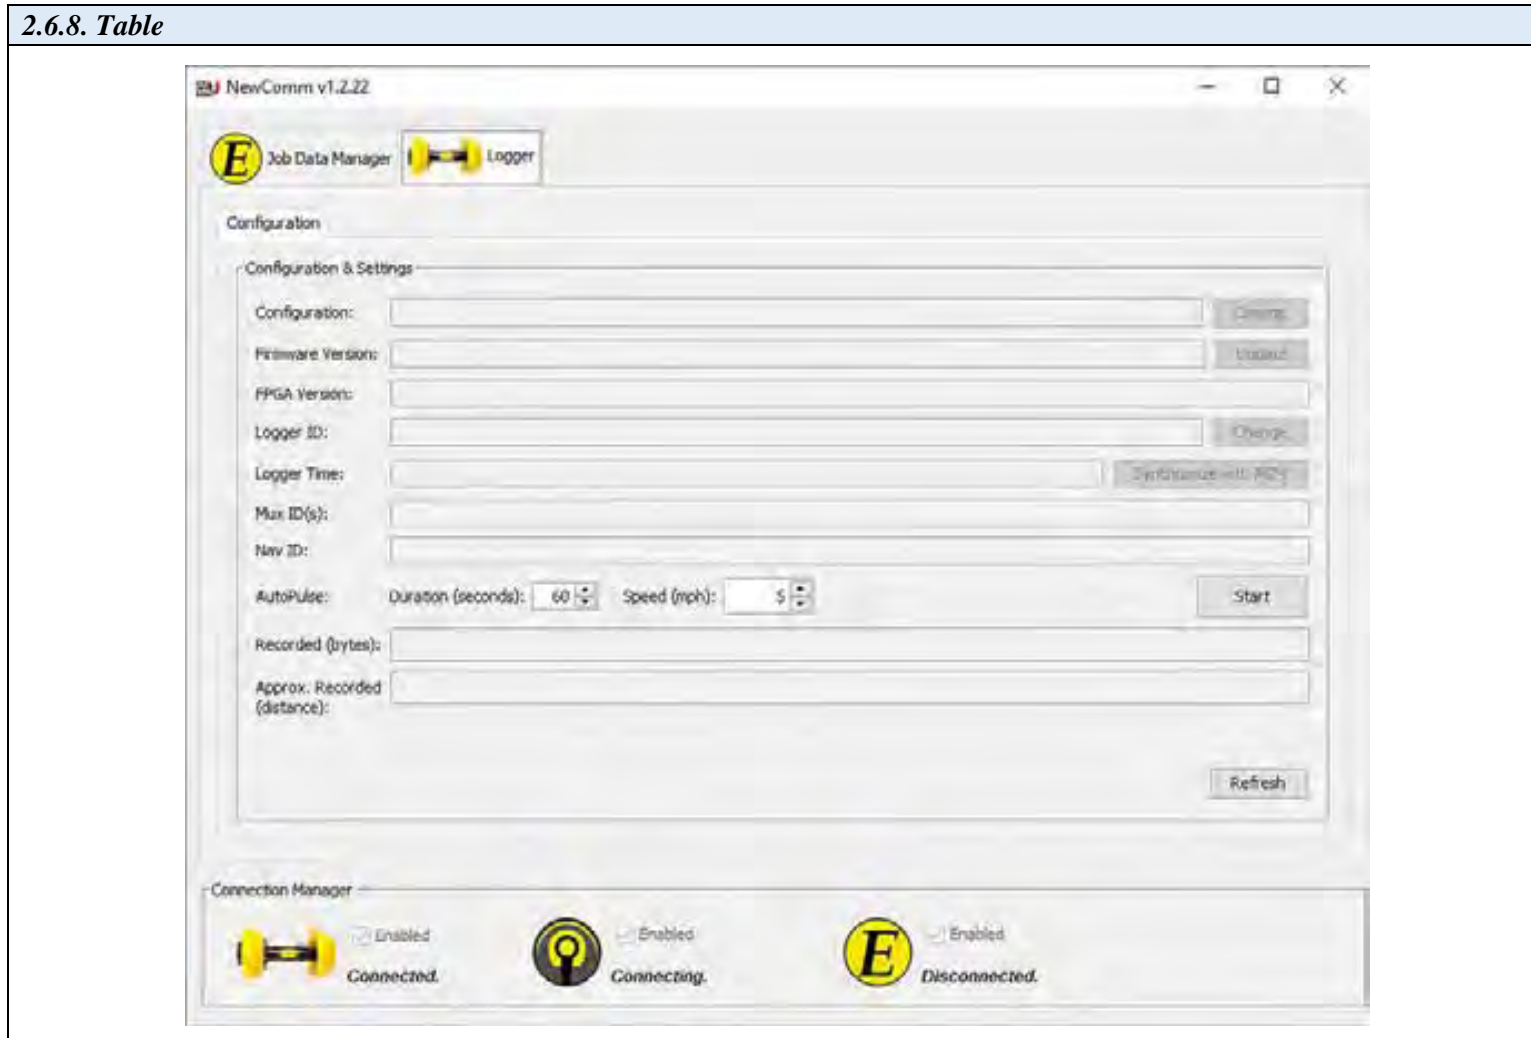 2.6.8. Table
NewComm v1.2.22
Job Data Manager
Logger
Configuration
Configuration & Settings
Configuration:
Firmware Version:
FPGA Version:
Logger ID:
Change
Logger Time:
Mux ID(s):
Nav ID:
AutoPulse: Duration (seconds): 60 Speed (mph): 5 Start
Recorded (bytes):
Approx. Recorded
(distance):
Refresh
Connection Manager
Enabled Enabled Enabled
Connected. Connecting. Disconnected.